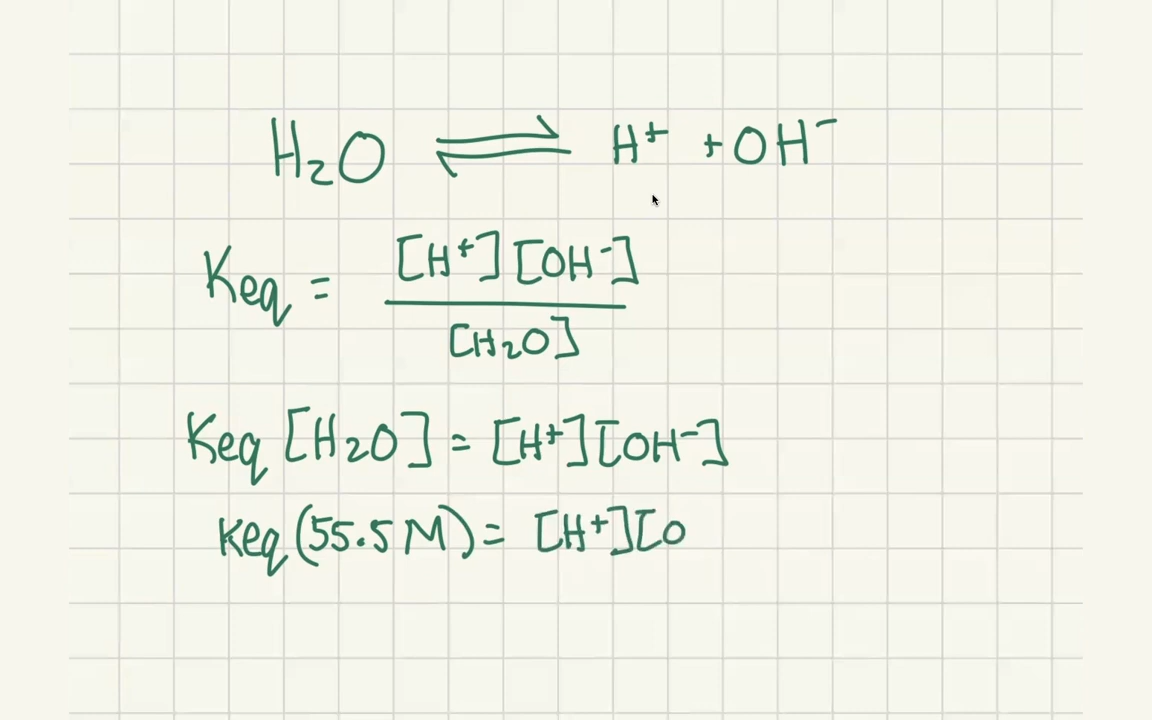 H₂O ⇌ H⁺ + OH⁻
Keq = [H⁺][OH⁻]
[H₂O]
Keq [H₂O] = [H⁺][OH⁻]
Keq (55.5 M) = [H⁺][O